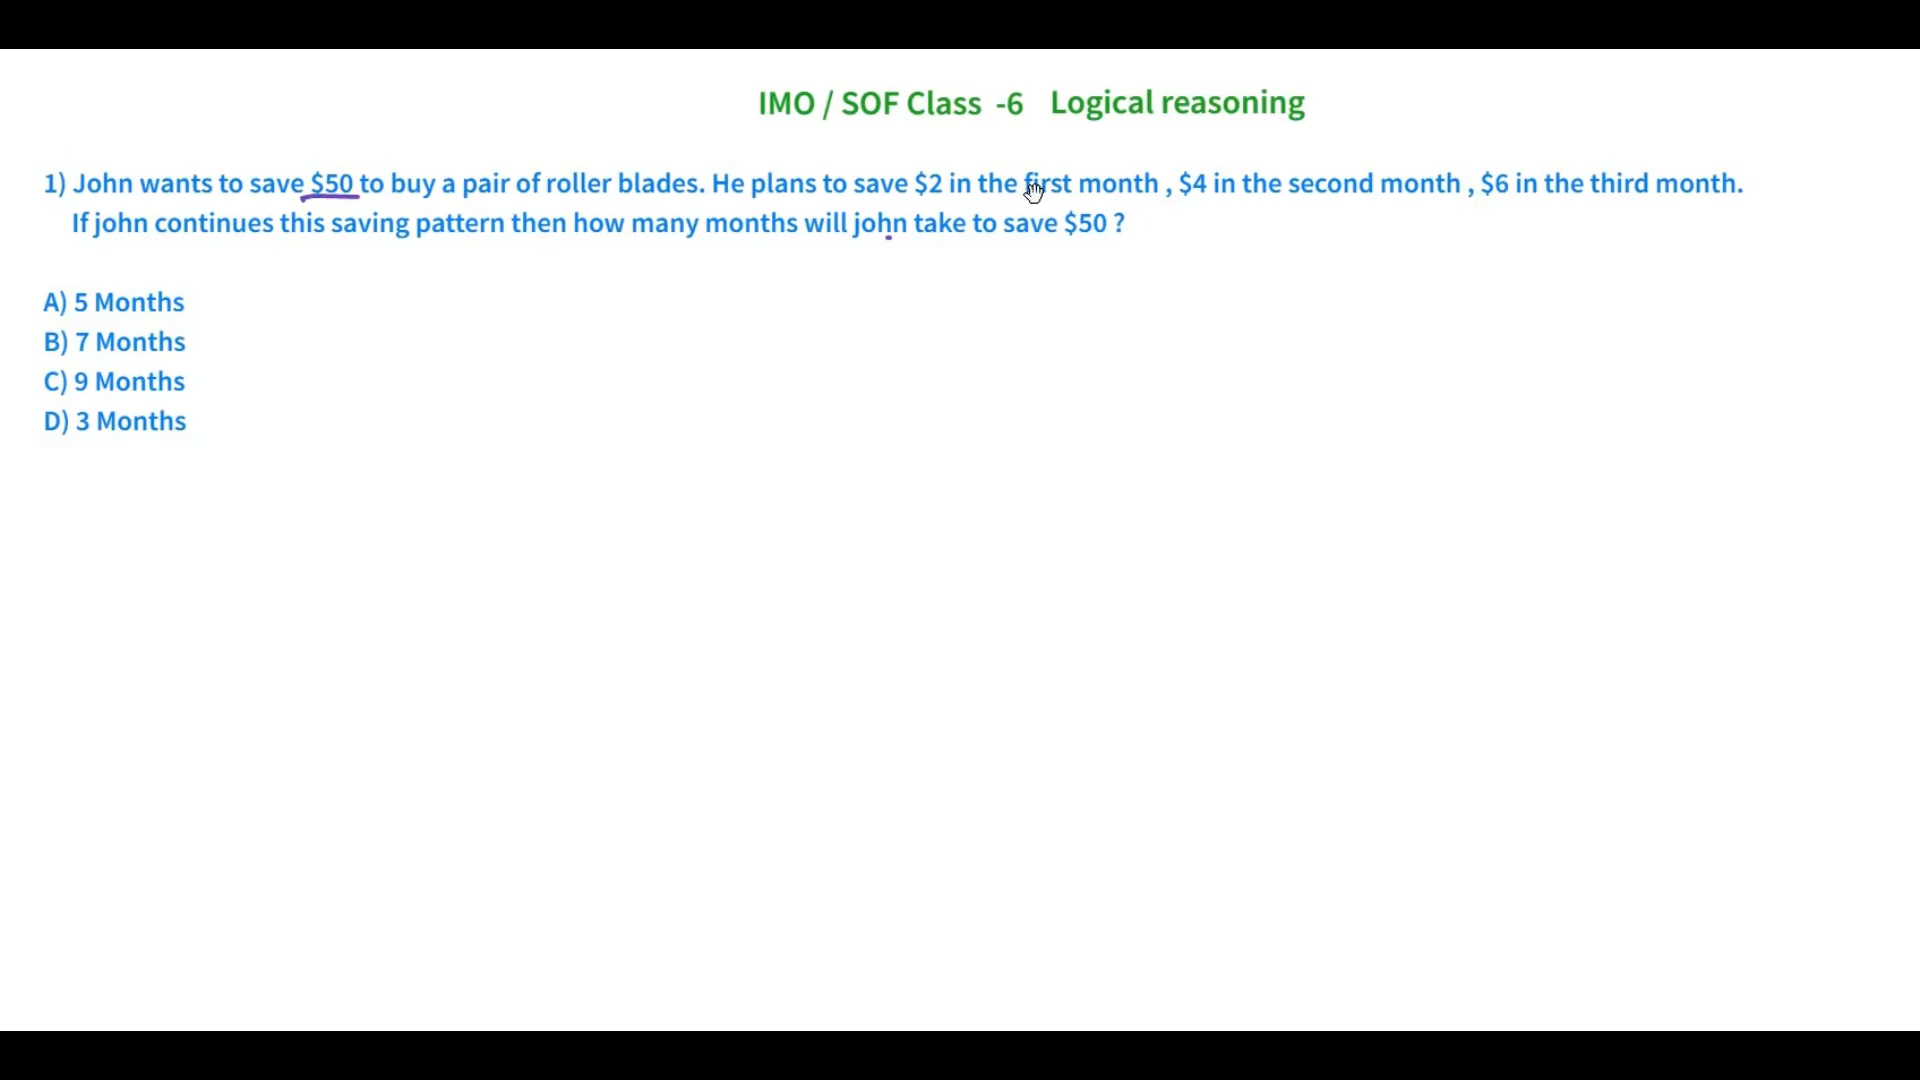 IMO / SOF Class -6 Logical reasoning
1) John wants to save $50 to buy a pair of roller blades. He plans to save $2 in the first month , $4 in the second month , $6 in the third month.
If john continues this saving pattern then how many months will john take to save $50 ?
A) 5 Months
B) 7 Months
C) 9 Months
D) 3 Months